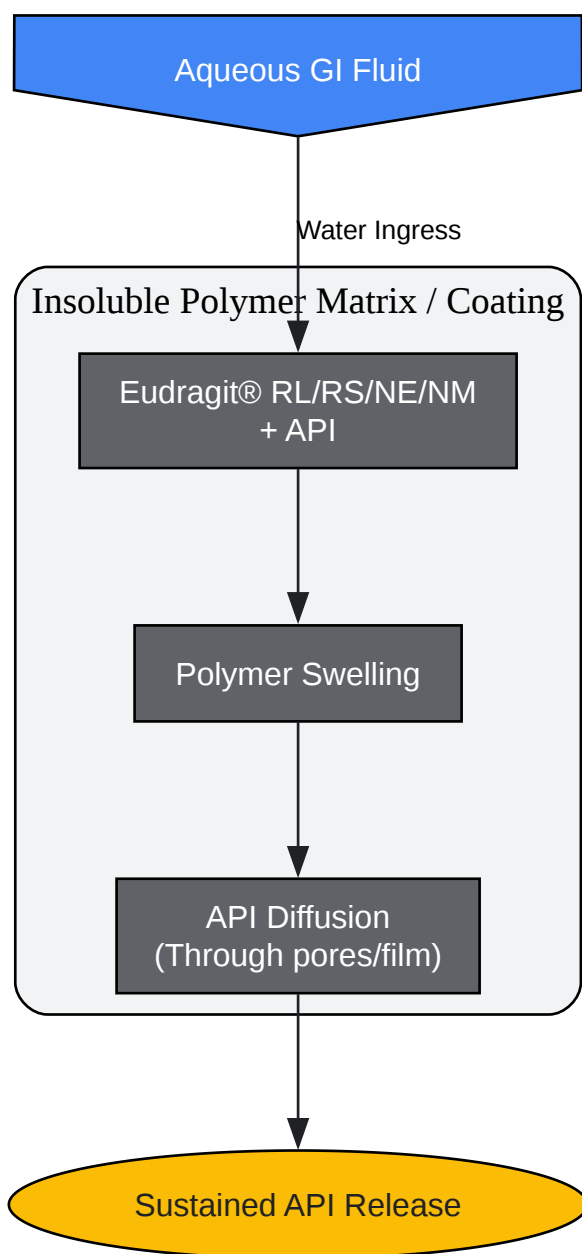 Aqueous GI Fluid
Water Ingress
Insoluble Polymer Matrix / Coating
Eudragit® RL/RS/NE/NM
+ API
Polymer Swelling
API Diffusion
(Through pores/film)
Sustained API Release